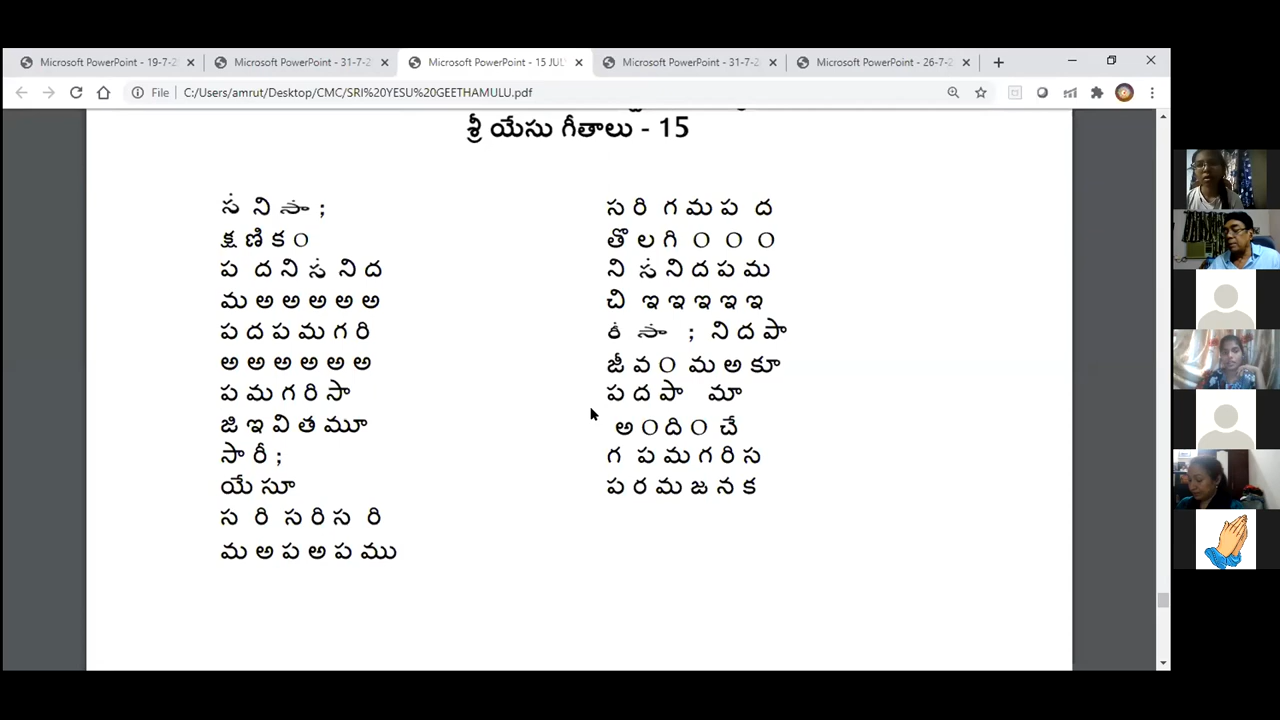 Microsoft PowerPoint - 19-7-2
Microsoft PowerPoint - 31-7-2
Microsoft PowerPoint - 15 JUL
Microsoft PowerPoint - 31-7-2
Microsoft PowerPoint - 26-7-2
File C:/Users/amrut/Desktop/CMC/SRI%20YESU%20GEETHAMULU.pdf
శ్రీ యేసు గీతాలు - 15
స̇ ని సా̇ ;
క్ష ణి క ం
ప ద ని స̇ ని ద
మ అ అ అ అ అ
ప ద ప మ గ రి
అ అ అ అ అ అ
ప మ గ రి సా
జి ఇ వి త మూ
సా రీ ;
యే సూ
స రి స రి స రి
మ అ ప అ ప ము
స రి గ మ ప ద
తొ ల గి ం ం ం
ని స̇ ని ద ప మ
చి ఇ ఇ ఇ ఇ ఇ
రి̇ సా̇ ; ని ద పా
జీ వ ం మ అ కూ
ప ద పా మా
అ ం ది ం చే
గ ప మ గ రి స
ప ర మ జ న క